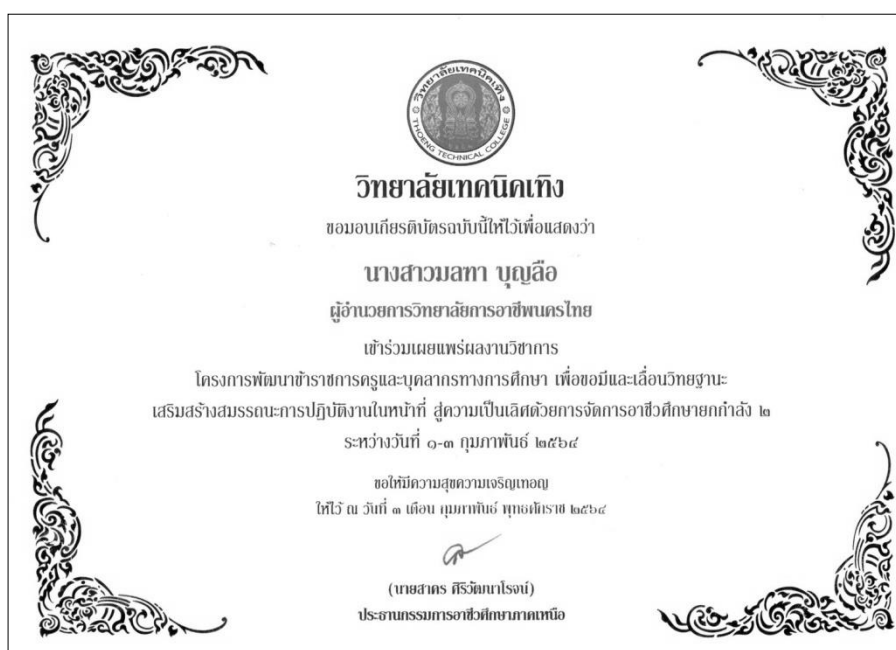 วิทยาลัยเทคนิคเทิง
THOENG TECHNICAL COLLEGE
วิทยาลัยเทคนิคเทิง
ขอมอบเกียรติบัตรฉบับนี้ให้ไว้เพื่อแสดงว่า
นางสาวมลฑา บุญลือ
ผู้อำนวยการวิทยาลัยการอาชีพนครไทย
เข้าร่วมเผยแพร่ผลงานวิชาการ
โครงการพัฒนาข้าราชการครูและบุคลากรทางการศึกษา เพื่อขอมีและเลื่อนวิทยฐานะ
เสริมสร้างสมรรถนะการปฏิบัติงานในหน้าที่ สู่ความเป็นเลิศด้วยการจัดการอาชีวศึกษายกกำลัง ๒
ระหว่างวันที่ ๑-๓ กุมภาพันธ์ ๒๕๖๔
ขอให้มีความสุขความเจริญเทอญ
ให้ไว้ ณ วันที่ ๓ เดือน กุมภาพันธ์ พุทธศักราช ๒๕๖๔
(นายสาคร ศิริวัฒนาโรจน์)
ประธานกรรมการอาชีวศึกษาภาคเหนือ